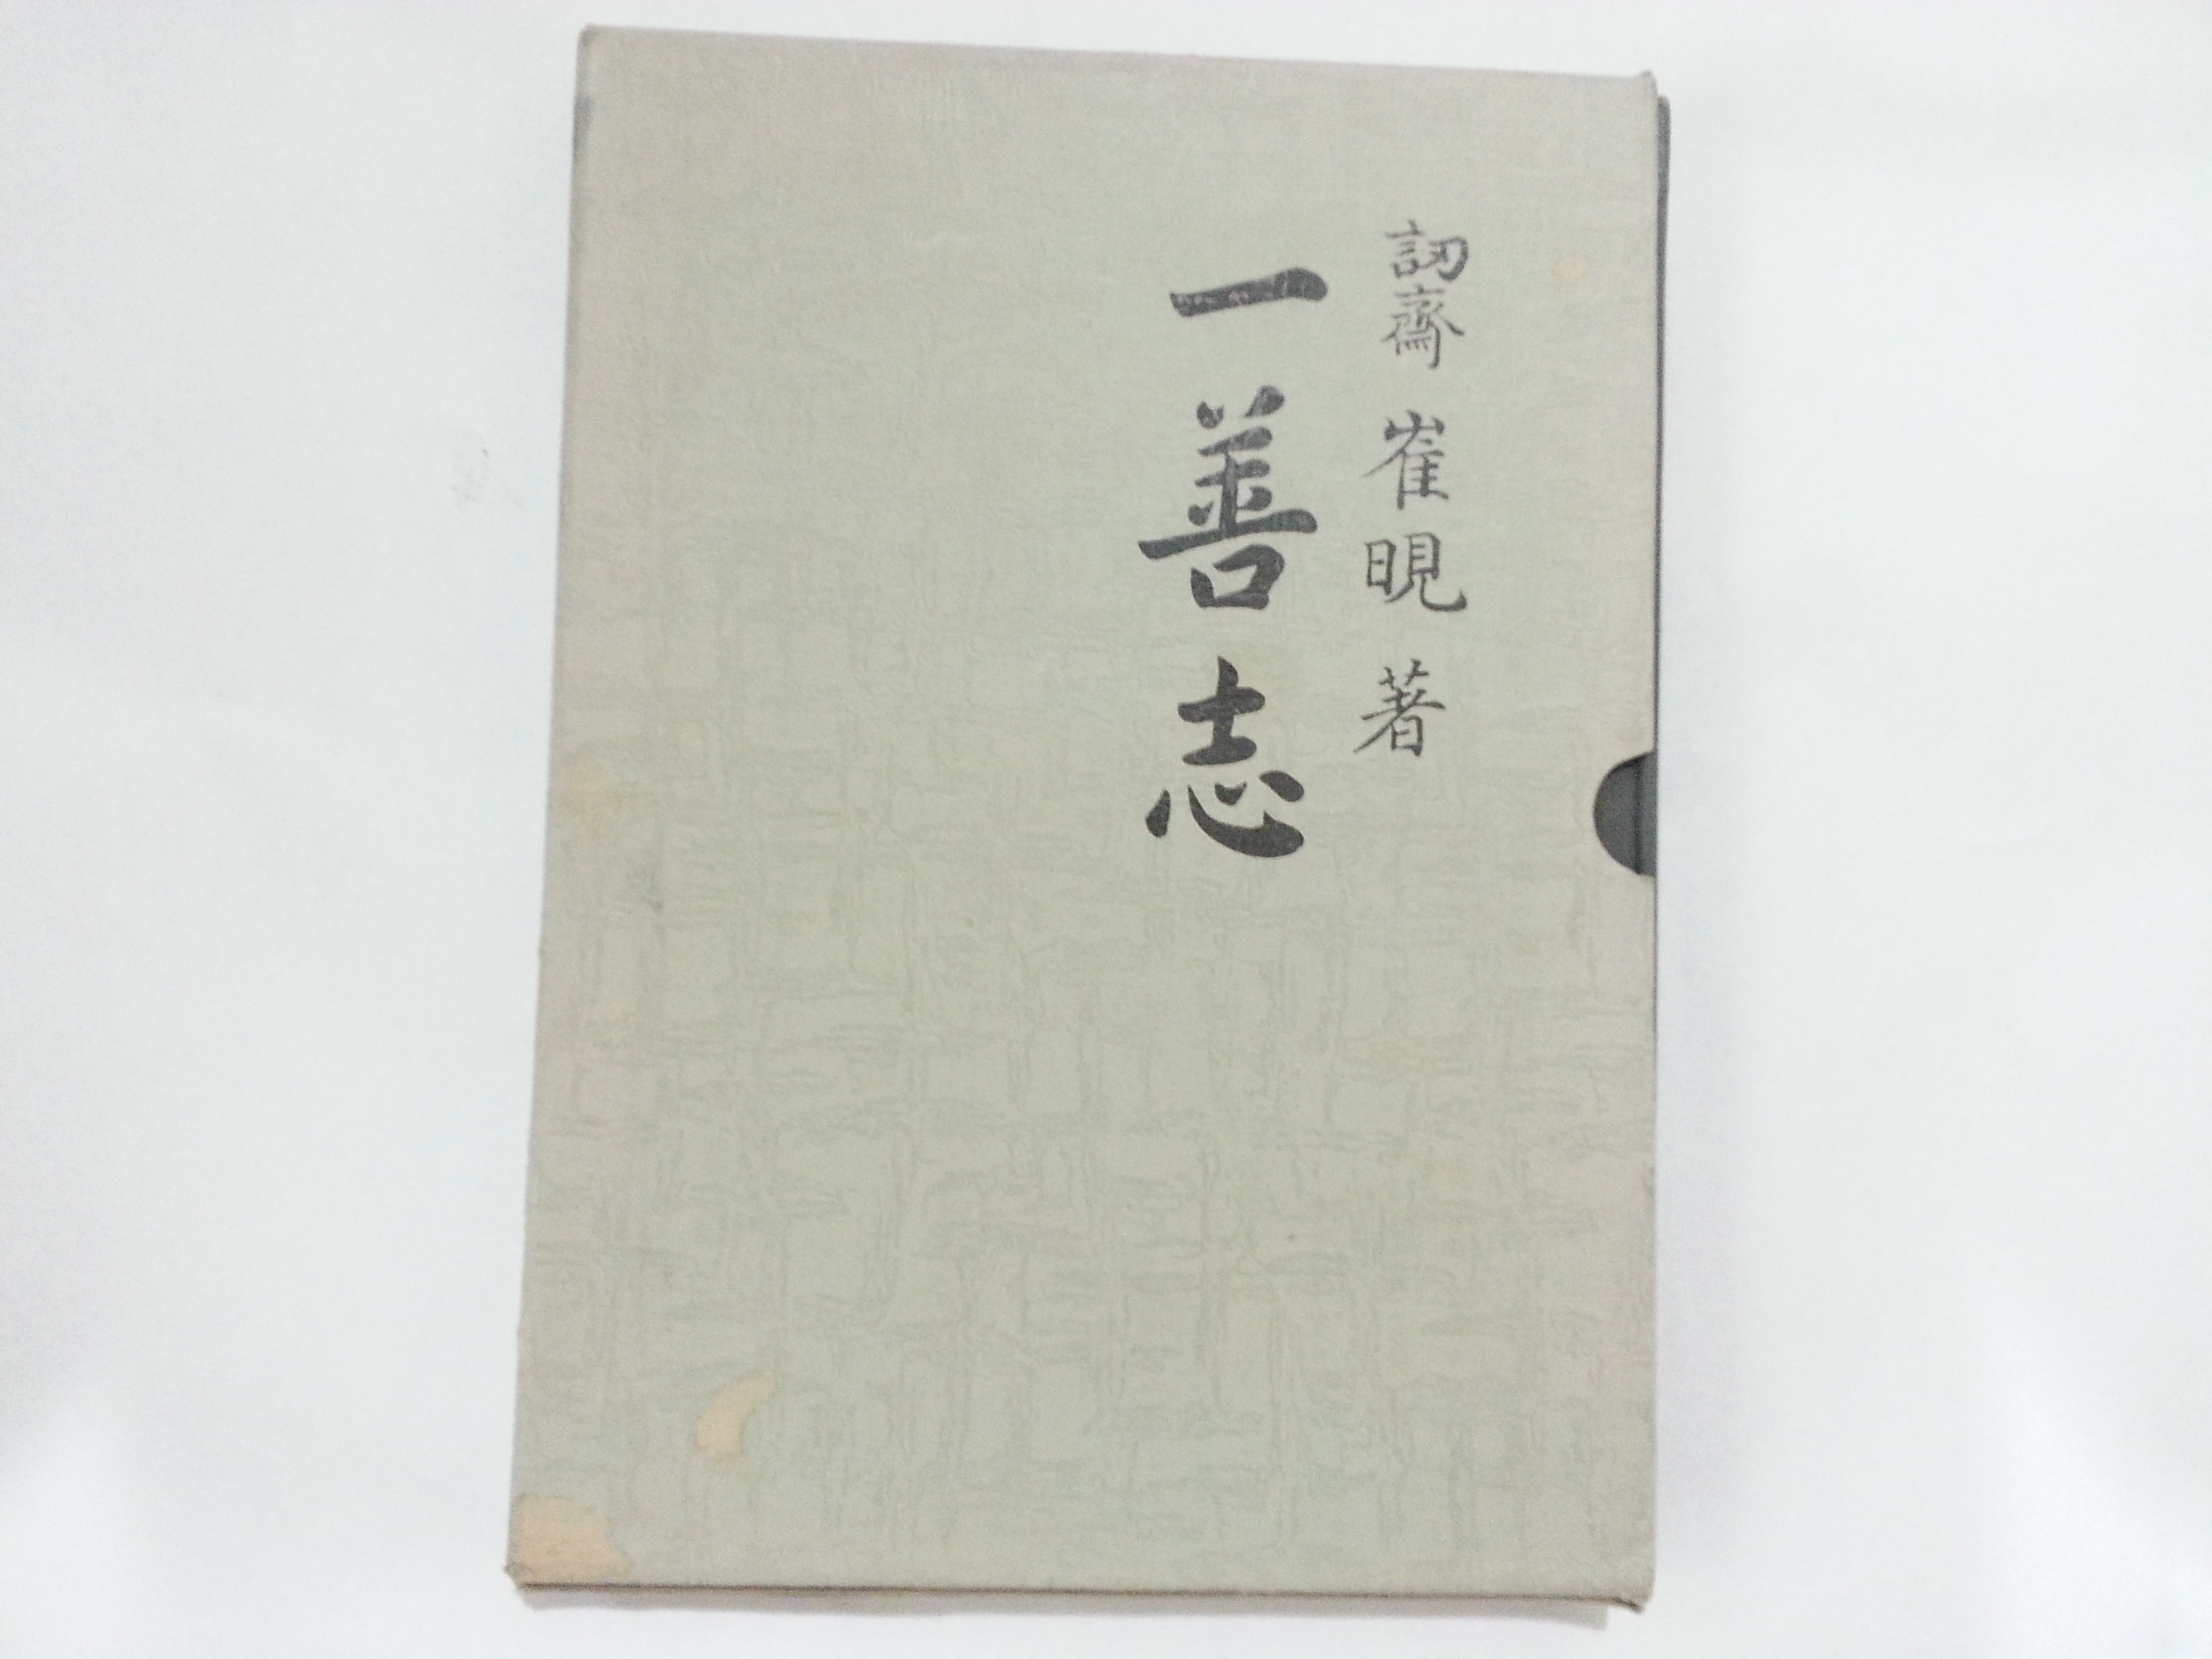 訒齋 崔晛 著
一善志